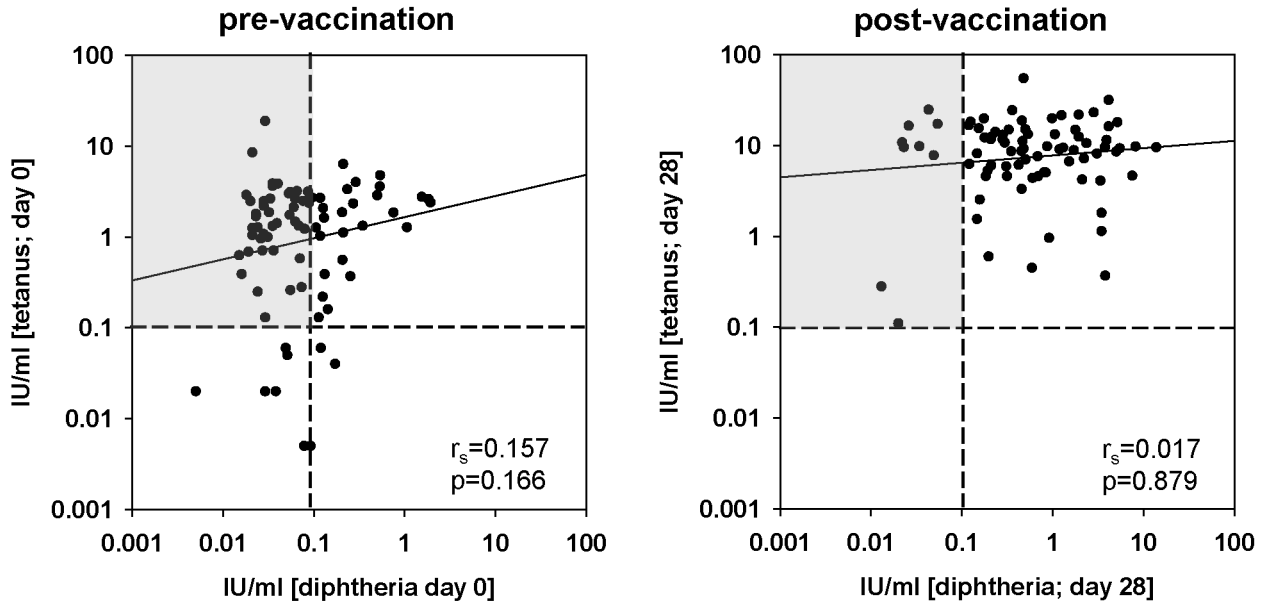 pre-vaccination
100
10
1
0.1
0.01
0.001
IU/ml [tetanus; day 0]
rs=0.157
p=0.166
0.001 0.01 0.1 1 10 100
IU/ml [diphtheria day 0]
post-vaccination
100
10
1
0.1
0.01
0.001
IU/ml [tetanus; day 28]
rs=0.017
p=0.879
0.001 0.01 0.1 1 10 100
IU/ml [diphtheria; day 28]